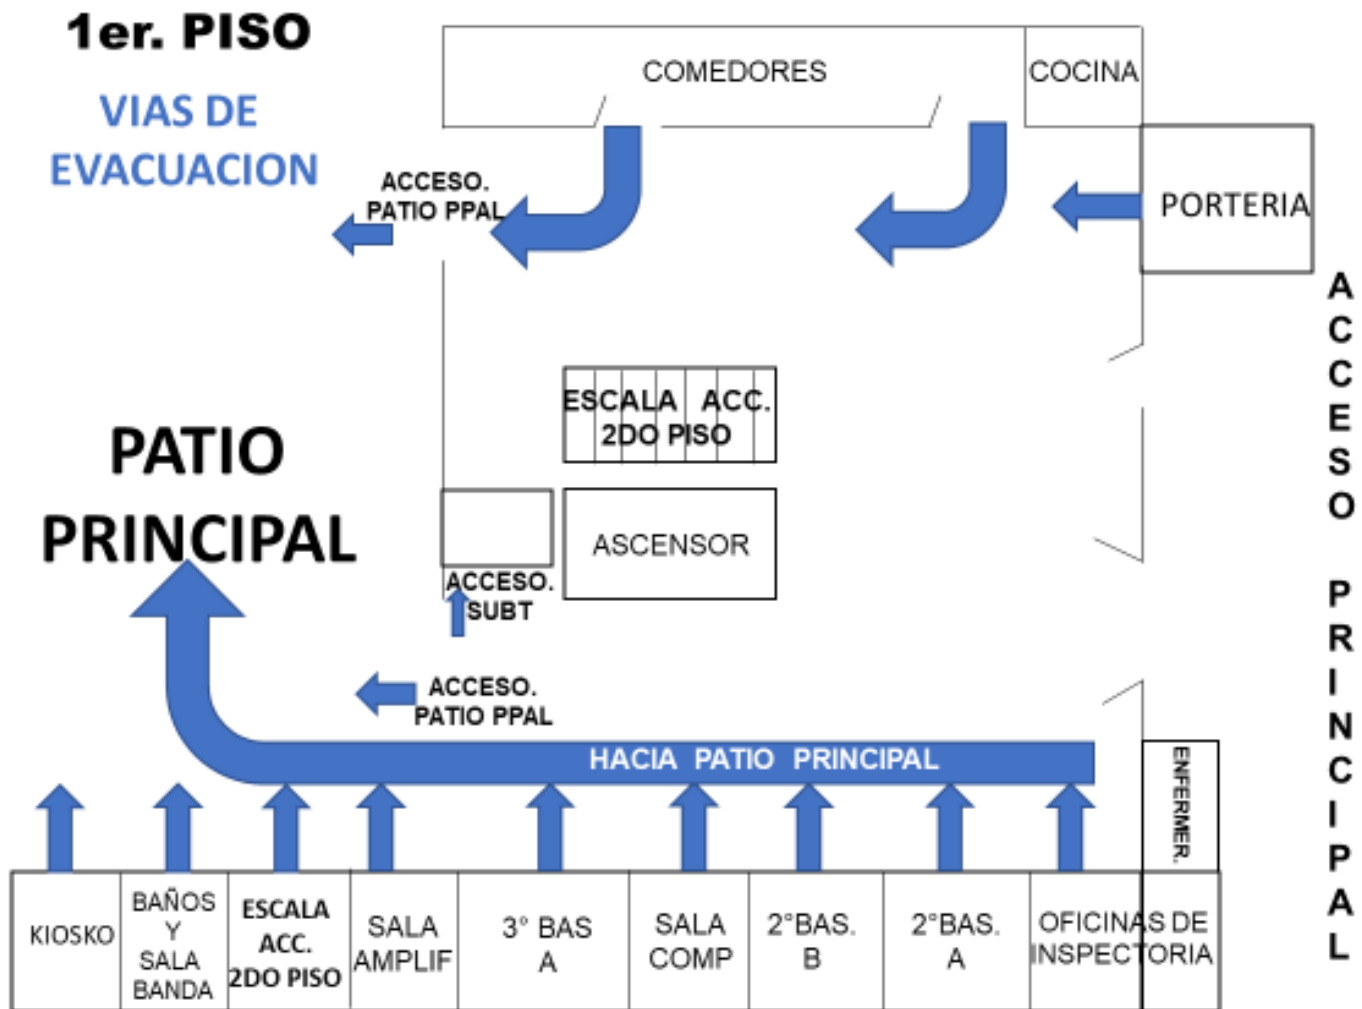 1er. PISO
VIAS DE
EVACUACION
COMEDORES
COCINA
ACCESO.
PATIO PPAL
PORTERIA
ACCESO PRINCIPAL
ESCALA ACC.
2DO PISO
PATIO
PRINCIPAL
ASCENSOR
ACCESO.
SUBT
ACCESO.
PATIO PPAL
HACIA PATIO PRINCIPAL
ENFERMER.
KIOSKO
BAÑOS
Y
SALA
BANDA
ESCALA
ACC.
2DO PISO
SALA
AMPLIF
3° BAS
A
SALA
COMP
2°BAS.
B
2°BAS.
A
OFICINAS DE
INSPECTORIA